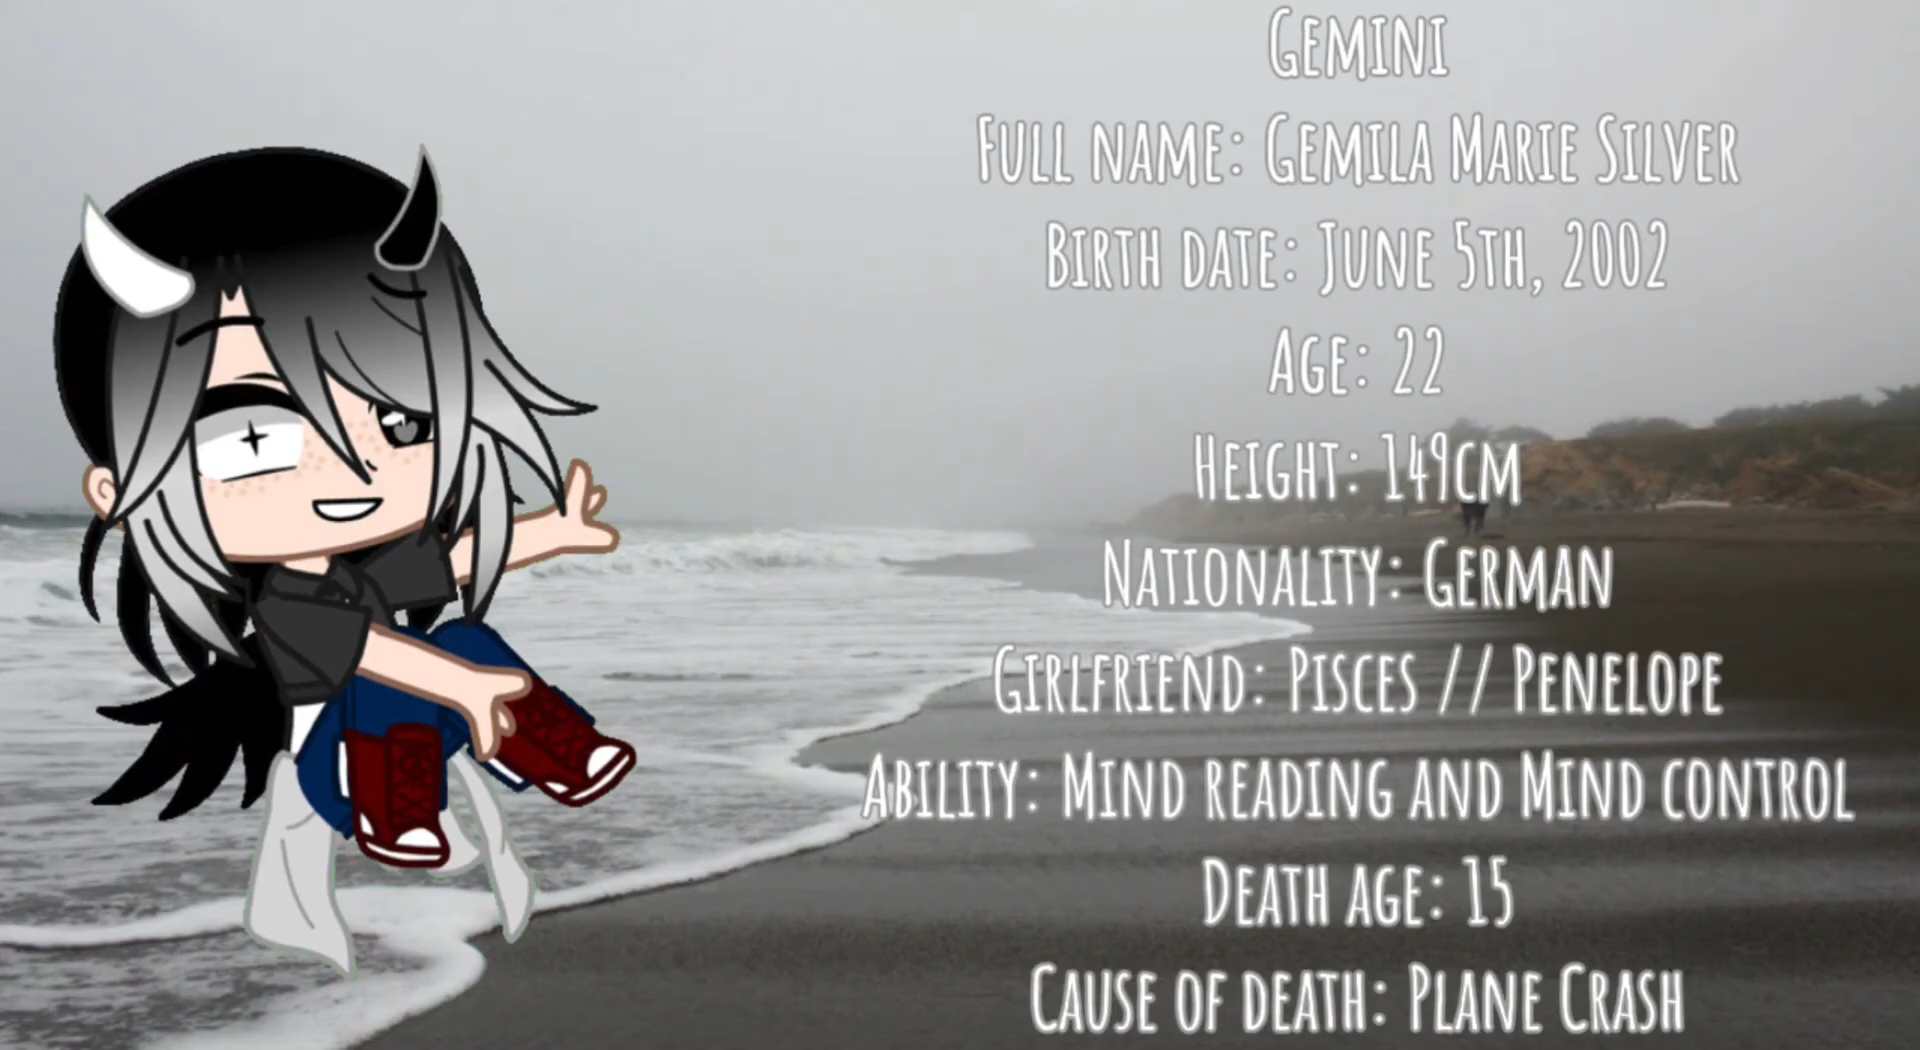 Gemini
Full name: Gemila Marie Silver
Birth date: June 5th, 2002
Age: 22
Height: 149cm
Nationality: German
Girlfriend: Pisces // Penelope
Ability: Mind reading and Mind control
Death age: 15
Cause of death: Plane Crash